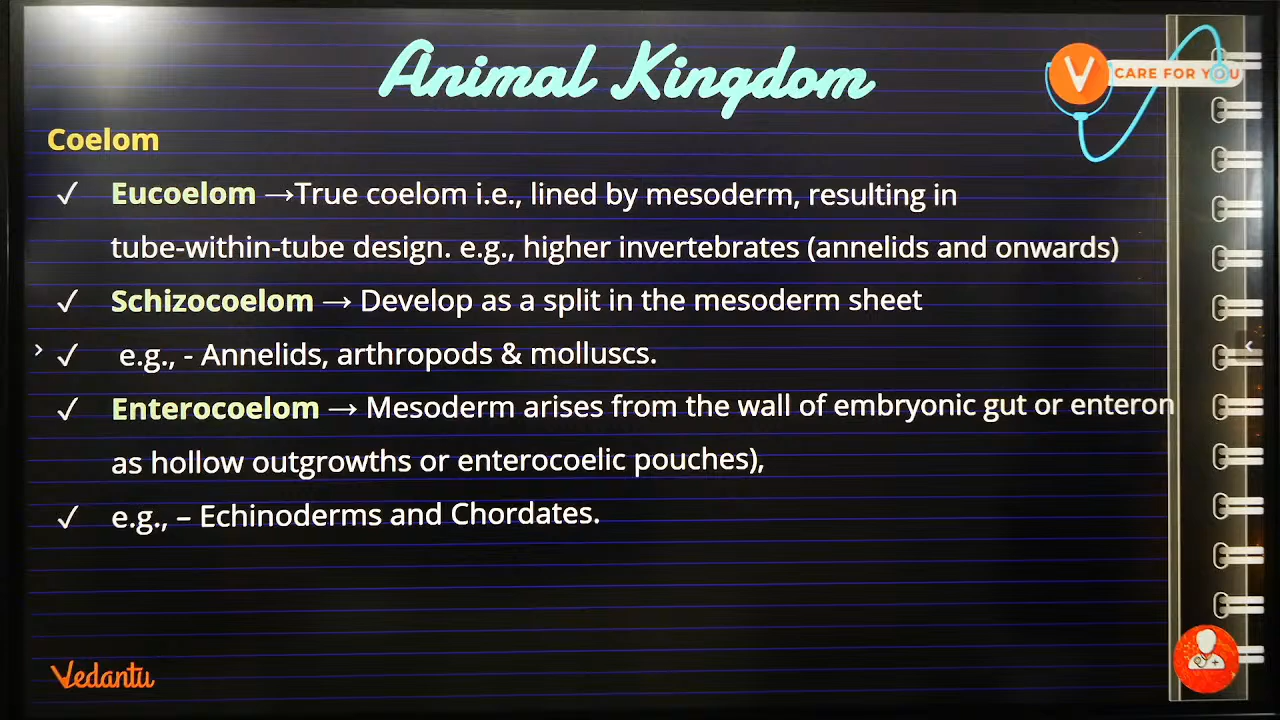 Animal Kingdom
V CARE FOR YOU
Coelom
✓ Eucoelom →True coelom i.e., lined by mesoderm, resulting in
tube-within-tube design. e.g., higher invertebrates (annelids and onwards)
✓ Schizocoelom → Develop as a split in the mesoderm sheet
✓ e.g., - Annelids, arthropods & molluscs.
✓ Enterocoelom → Mesoderm arises from the wall of embryonic gut or enteron
as hollow outgrowths or enterocoelic pouches),
✓ e.g., – Echinoderms and Chordates.
Vedantu